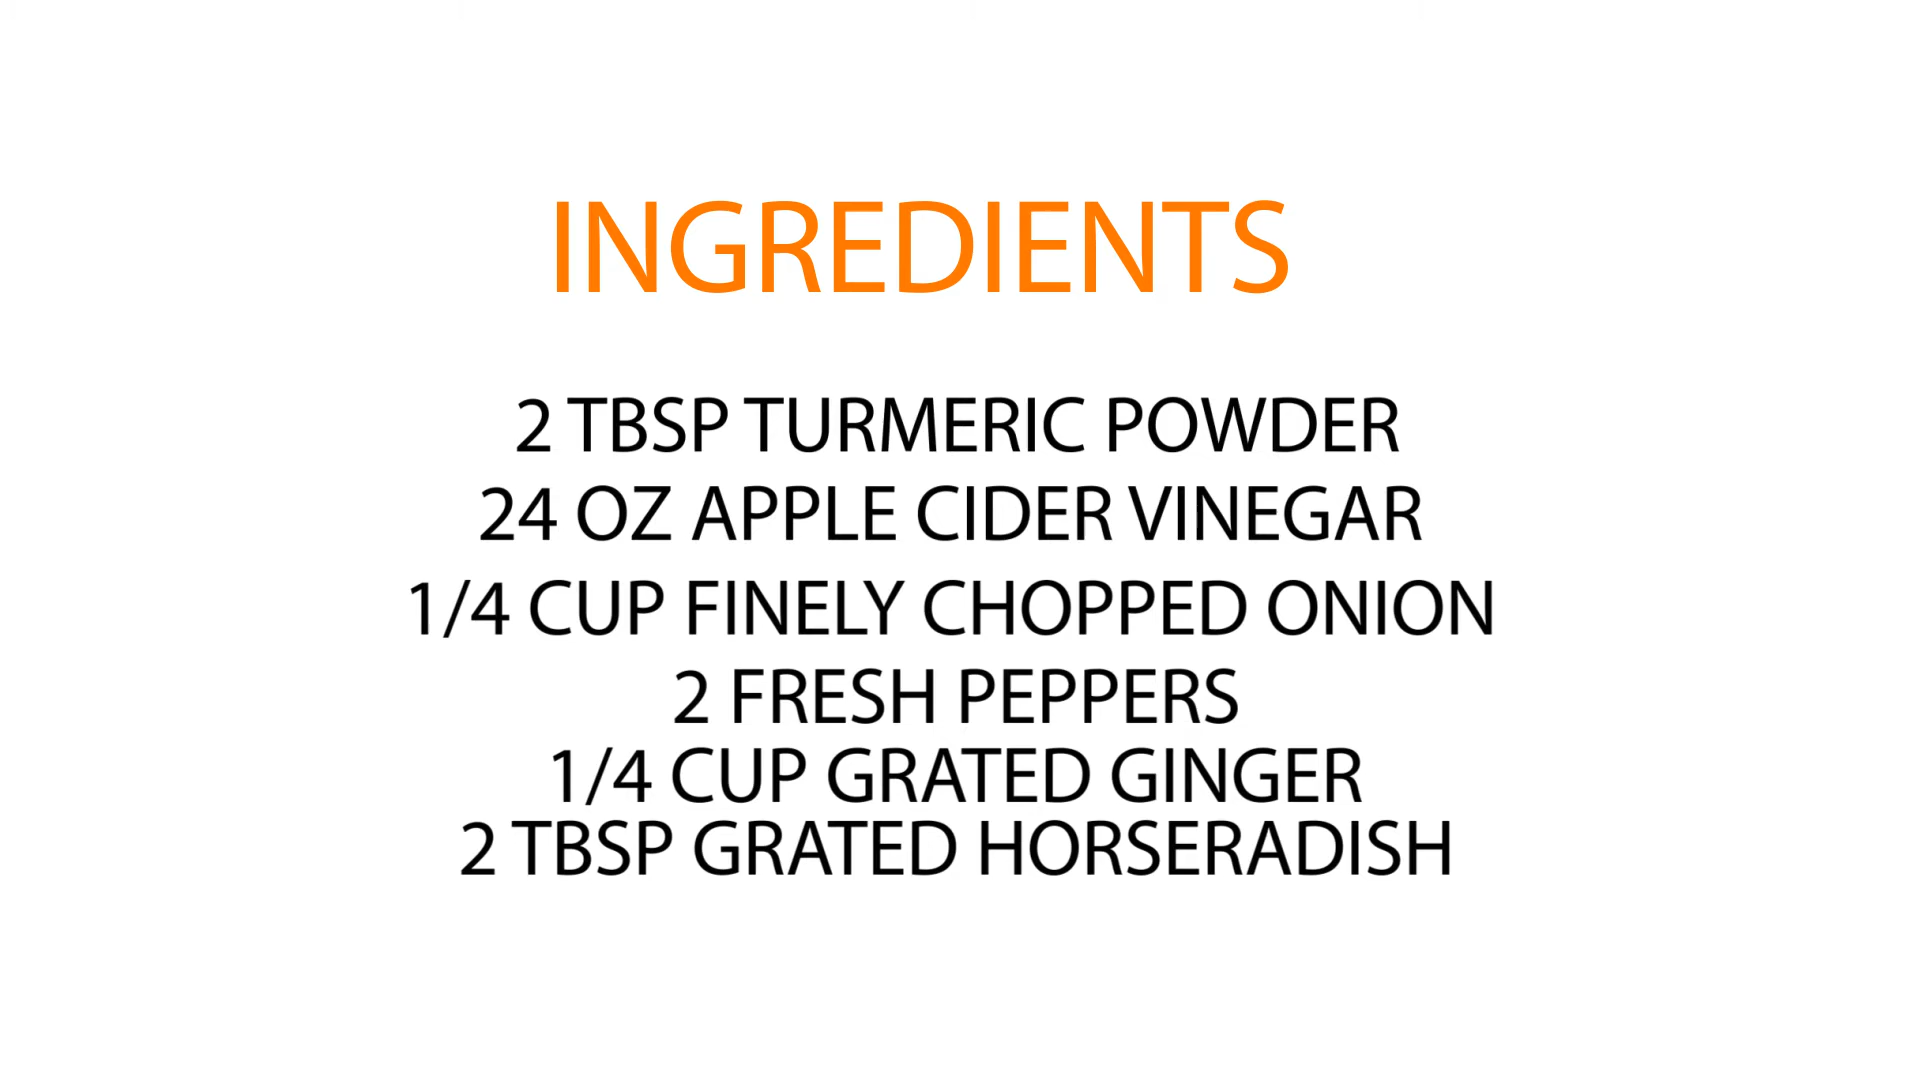 INGREDIENTS
2 TBSP TURMERIC POWDER
24 OZ APPLE CIDER VINEGAR
1/4 CUP FINELY CHOPPED ONION
2 FRESH PEPPERS
1/4 CUP GRATED GINGER
2 TBSP GRATED HORSERADISH